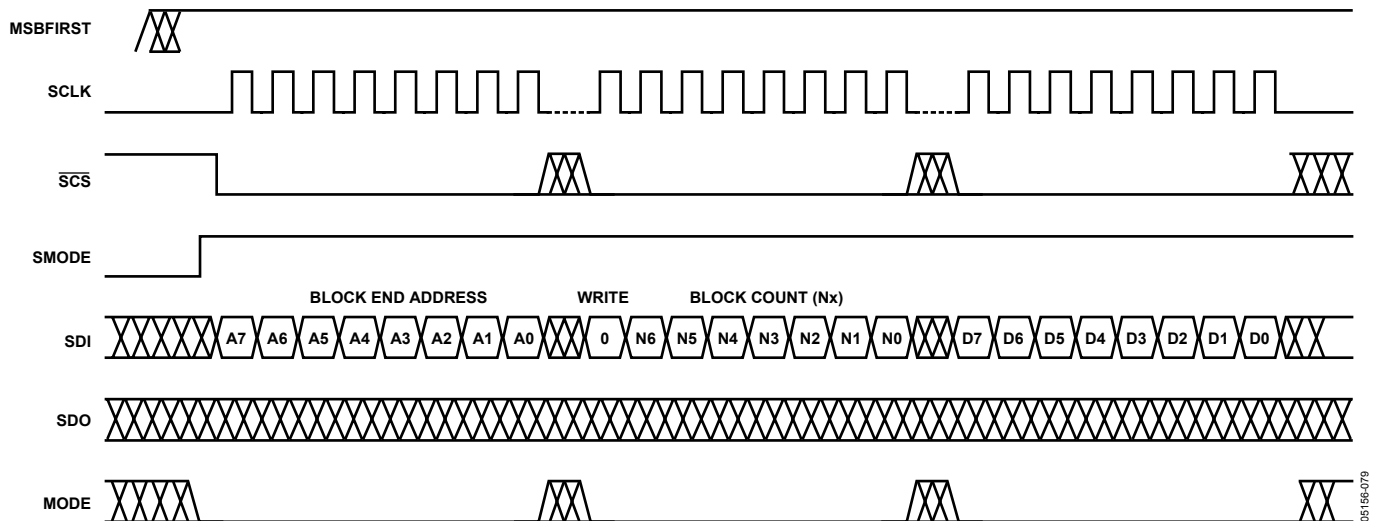 MSBFIRST
SCLK
SCS
SMODE
BLOCK END ADDRESS WRITE BLOCK COUNT (Nx)
SDI A7 A6 A5 A4 A3 A2 A1 A0 0 N6 N5 N4 N3 N2 N1 N0 D7 D6 D5 D4 D3 D2 D1 D0
SDO
MODE
05156-079